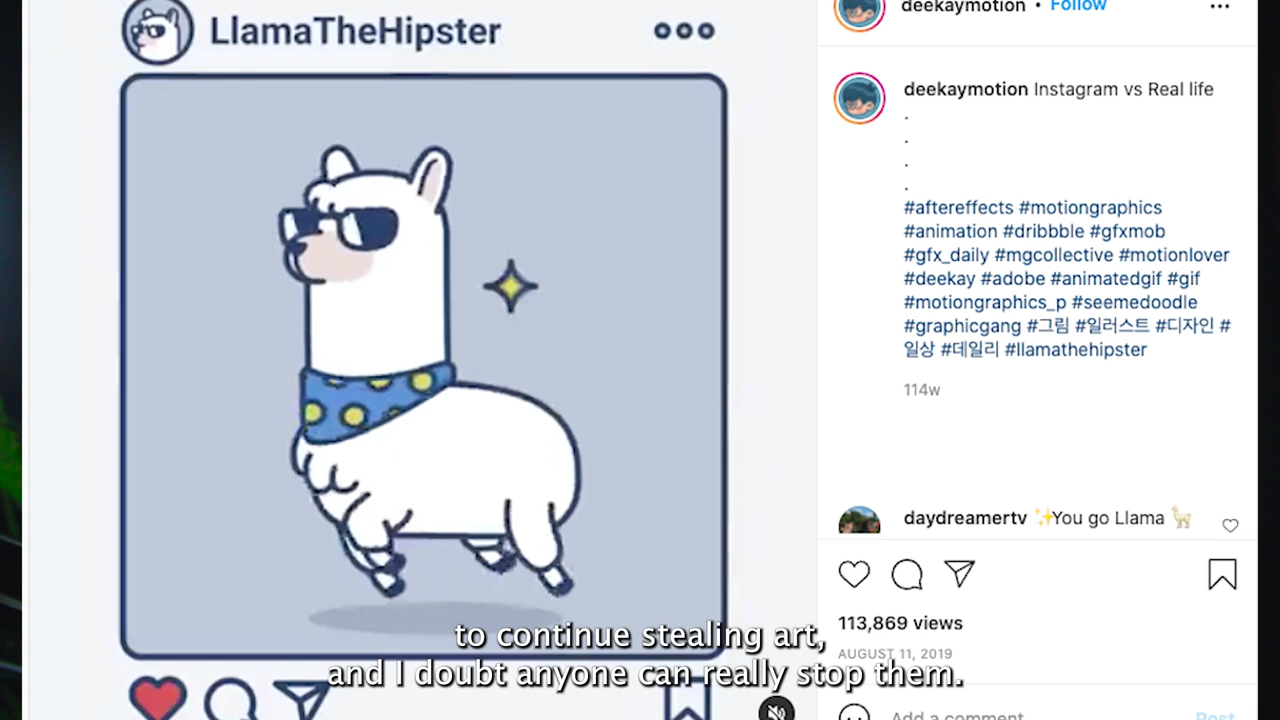 LlamaTheHipster
deekaymotion • Follow
deekaymotion Instagram vs Real life
.
.
.
.
#aftereffects #motiongraphics
#animation #dribbble #gfxmob
#gfx_daily #mgcollective #motionlover
#deekay #adobe #animatedgif #gif
#motiongraphics_p #seemedoodle
#graphicgang #그림 #일러스트 #디자인 #
일상 #데일리 #llamathehipster
114w
daydreamertv ✨You go Llama 🦙
113,869 views
AUGUST 11, 2019
Add a comment
Post
to continue stealing art,
and I doubt anyone can really stop them.